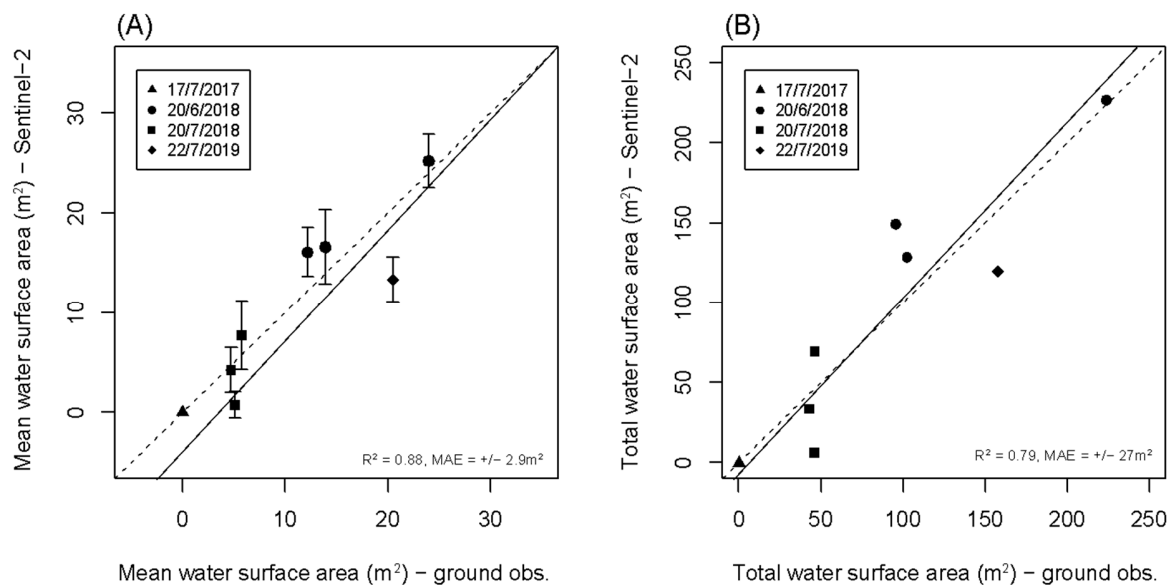 (A)
Mean water surface area (m²) − Sentinel−2
30
20
10
0
17/7/2017
20/6/2018
20/7/2018
22/7/2019
R² = 0.88, MAE = +/− 2.9m²
0 10 20 30
Mean water surface area (m²) − ground obs.
(B)
Total water surface area (m²) − Sentinel−2
250
200
150
100
50
0
17/7/2017
20/6/2018
20/7/2018
22/7/2019
R² = 0.79, MAE = +/− 27m²
0 50 100 150 200 250
Total water surface area (m²) − ground obs.